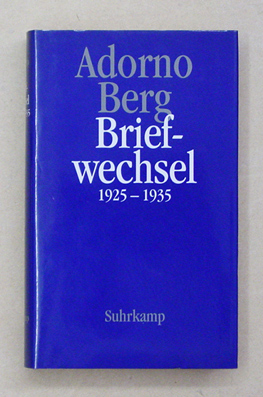 Adorno
Berg
Brief-
wechsel
1925 – 1935
Suhrkamp